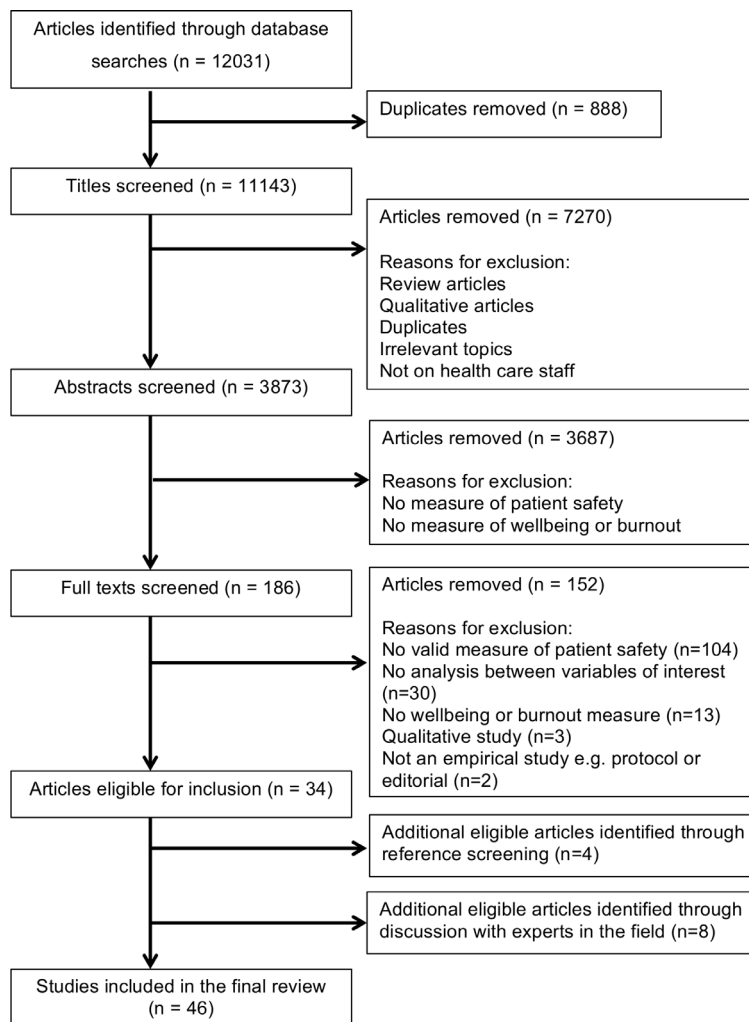 Articles identified through database
searches (n = 12031)
Duplicates removed (n = 888)
Titles screened (n = 11143)
Articles removed (n = 7270)
Reasons for exclusion:
Review articles
Qualitative articles
Duplicates
Irrelevant topics
Not on health care staff
Abstracts screened (n = 3873)
Articles removed (n = 3687)
Reasons for exclusion:
No measure of patient safety
No measure of wellbeing or burnout
Full texts screened (n = 186)
Articles removed (n = 152)
Reasons for exclusion:
No valid measure of patient safety (n=104)
No analysis between variables of interest
(n=30)
No wellbeing or burnout measure (n=13)
Qualitative study (n=3)
Not an empirical study e.g. protocol or
editorial (n=2)
Articles eligible for inclusion (n = 34)
Additional eligible articles identified through
reference screening (n=4)
Additional eligible articles identified through
discussion with experts in the field (n=8)
Studies included in the final review
(n = 46)